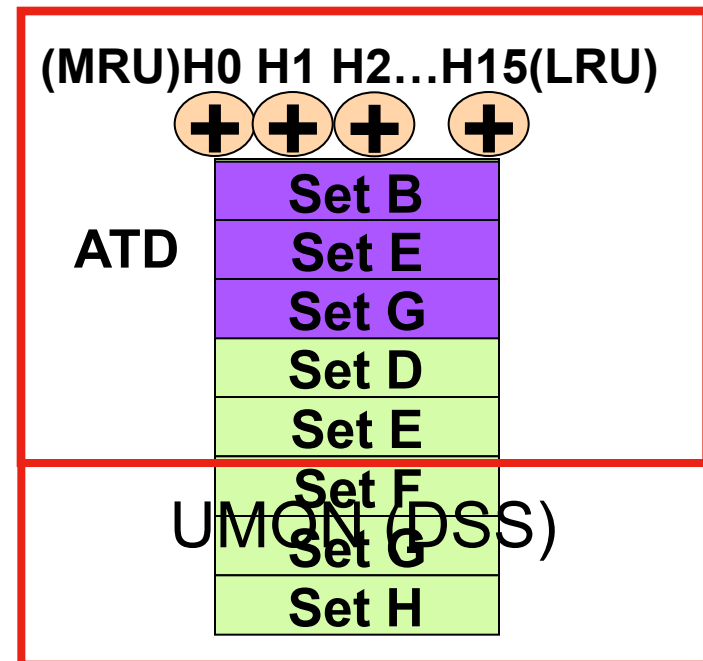 (MRU)H0 H1 H2...H15(LRU)
+ + + +
Set B
ATD
Set E
Set G
Set D
Set E
Set F
UMON (DSS)
Set G
Set H